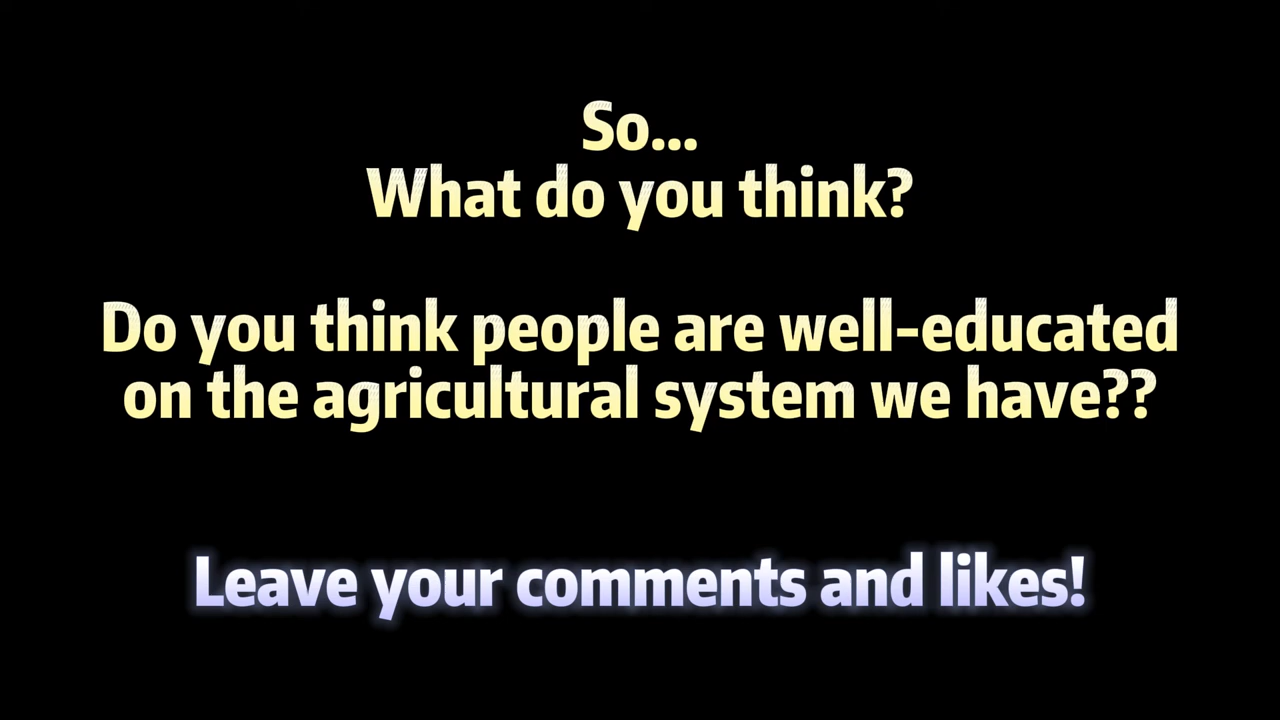 So...
What do you think?
Do you think people are well-educated
on the agricultural system we have??
Leave your comments and likes!